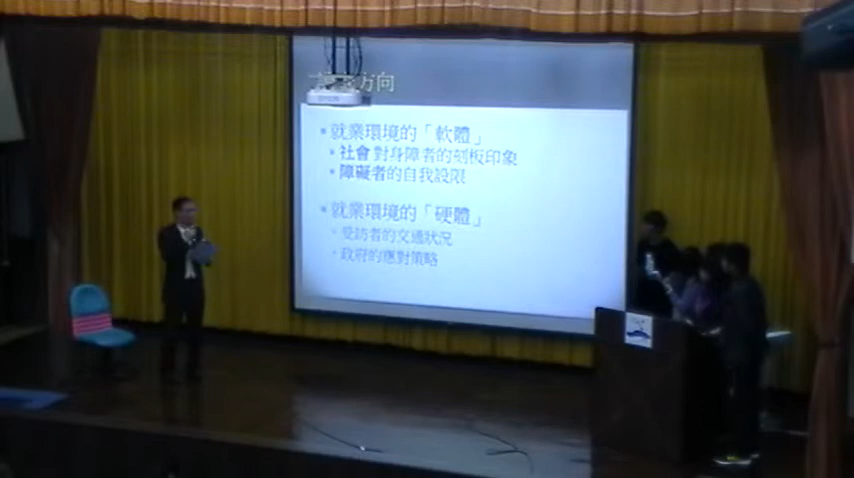 方向
就業環境的「軟體」
社會對身障者的刻板印象
障礙者的自我設限
就業環境的「硬體」
受訪者的交通狀況
政府的應對策略